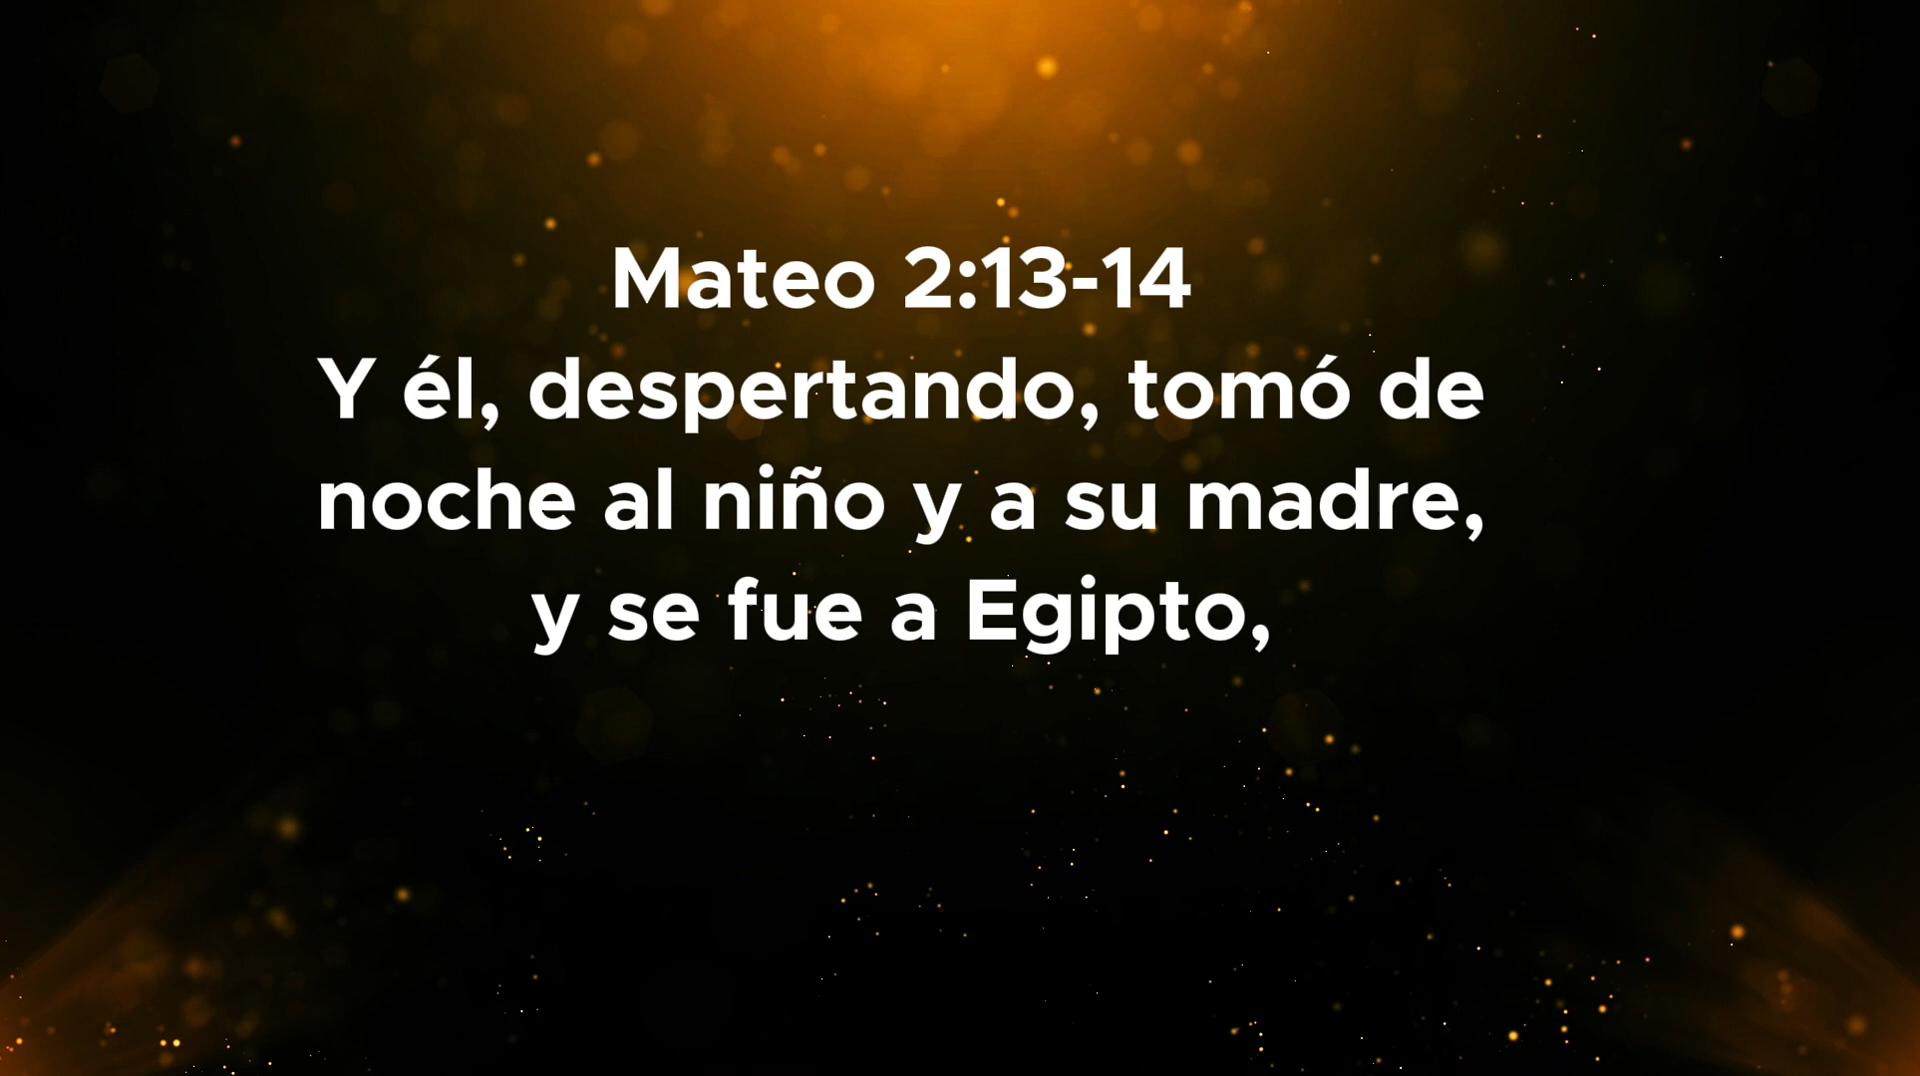 Mateo 2:13-14
Y él, despertando, tomó de
noche al niño y a su madre,
y se fue a Egipto,